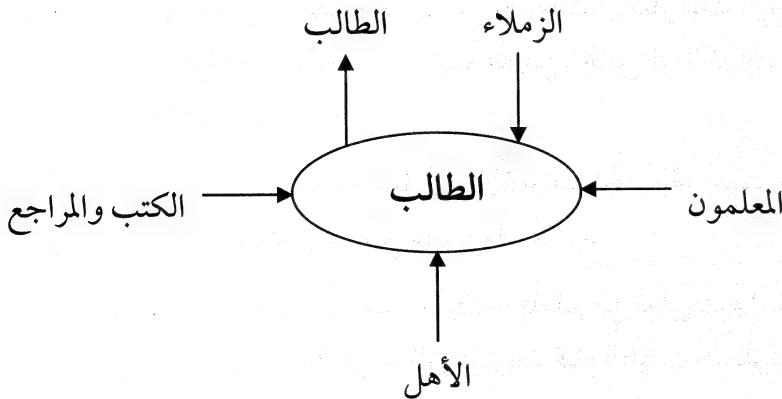 الزملاء
الطالب
الطالب
المعلمون
الكتب والمراجع
الأهل